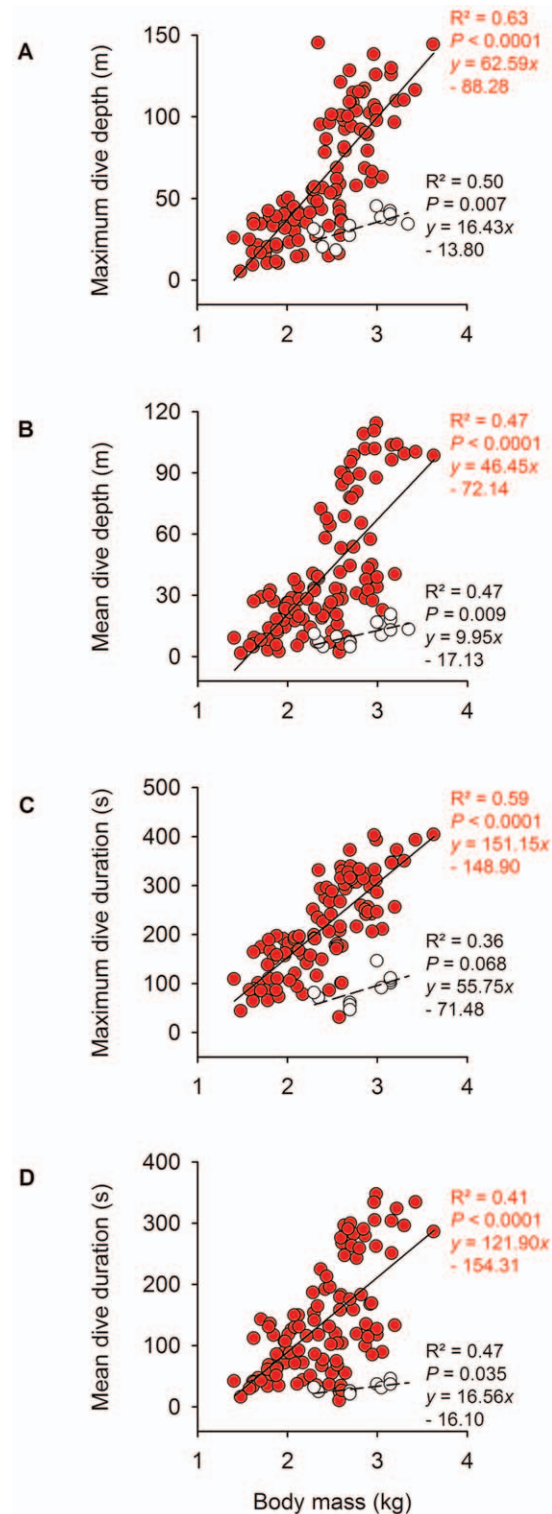 A
Maximum dive depth (m)
150
100
50
0
1
2
3
4
R² = 0.63
P < 0.0001
y = 62.59x
- 88.28
R² = 0.50
P = 0.007
y = 16.43x
- 13.80
B
Mean dive depth (m)
120
90
60
30
0
1
2
3
4
R² = 0.47
P < 0.0001
y = 46.45x
- 72.14
R² = 0.47
P = 0.009
y = 9.95x
- 17.13
C
Maximum dive duration (s)
500
400
300
200
100
0
1
2
3
4
R² = 0.59
P < 0.0001
y = 151.15x
- 148.90
R² = 0.36
P = 0.068
y = 55.75x
- 71.48
D
Mean dive duration (s)
400
300
200
100
0
1
2
3
4
R² = 0.41
P < 0.0001
y = 121.90x
- 154.31
R² = 0.47
P = 0.035
y = 16.56x
- 16.10
Body mass (kg)